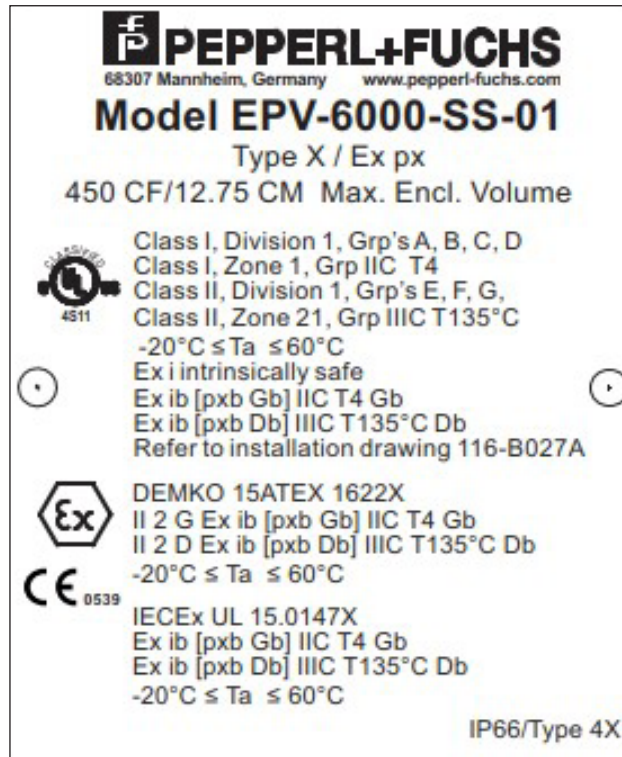 PEPPERL+FUCHS
68307 Mannheim, Germany www.pepperl-fuchs.com
Model EPV-6000-SS-01
Type X / Ex px
450 CF/12.75 CM Max. Encl. Volume
CLASSIFIED
UL
4S11
Class I, Division 1, Grp's A, B, C, D
Class I, Zone 1, Grp IIC T4
Class II, Division 1, Grp's E, F, G,
Class II, Zone 21, Grp IIIC T135°C
-20°C ≤ Ta ≤ 60°C
Ex i intrinsically safe
Ex ib [pxb Gb] IIC T4 Gb
Ex ib [pxb Db] IIIC T135°C Db
Refer to installation drawing 116-B027A
Ex
DEMKO 15ATEX 1622X
II 2 G Ex ib [pxb Gb] IIC T4 Gb
II 2 D Ex ib [pxb Db] IIIC T135°C Db
-20°C ≤ Ta ≤ 60°C
CE 0539
IECEx UL 15.0147X
Ex ib [pxb Gb] IIC T4 Gb
Ex ib [pxb Db] IIIC T135°C Db
-20°C ≤ Ta ≤ 60°C
IP66/Type 4X